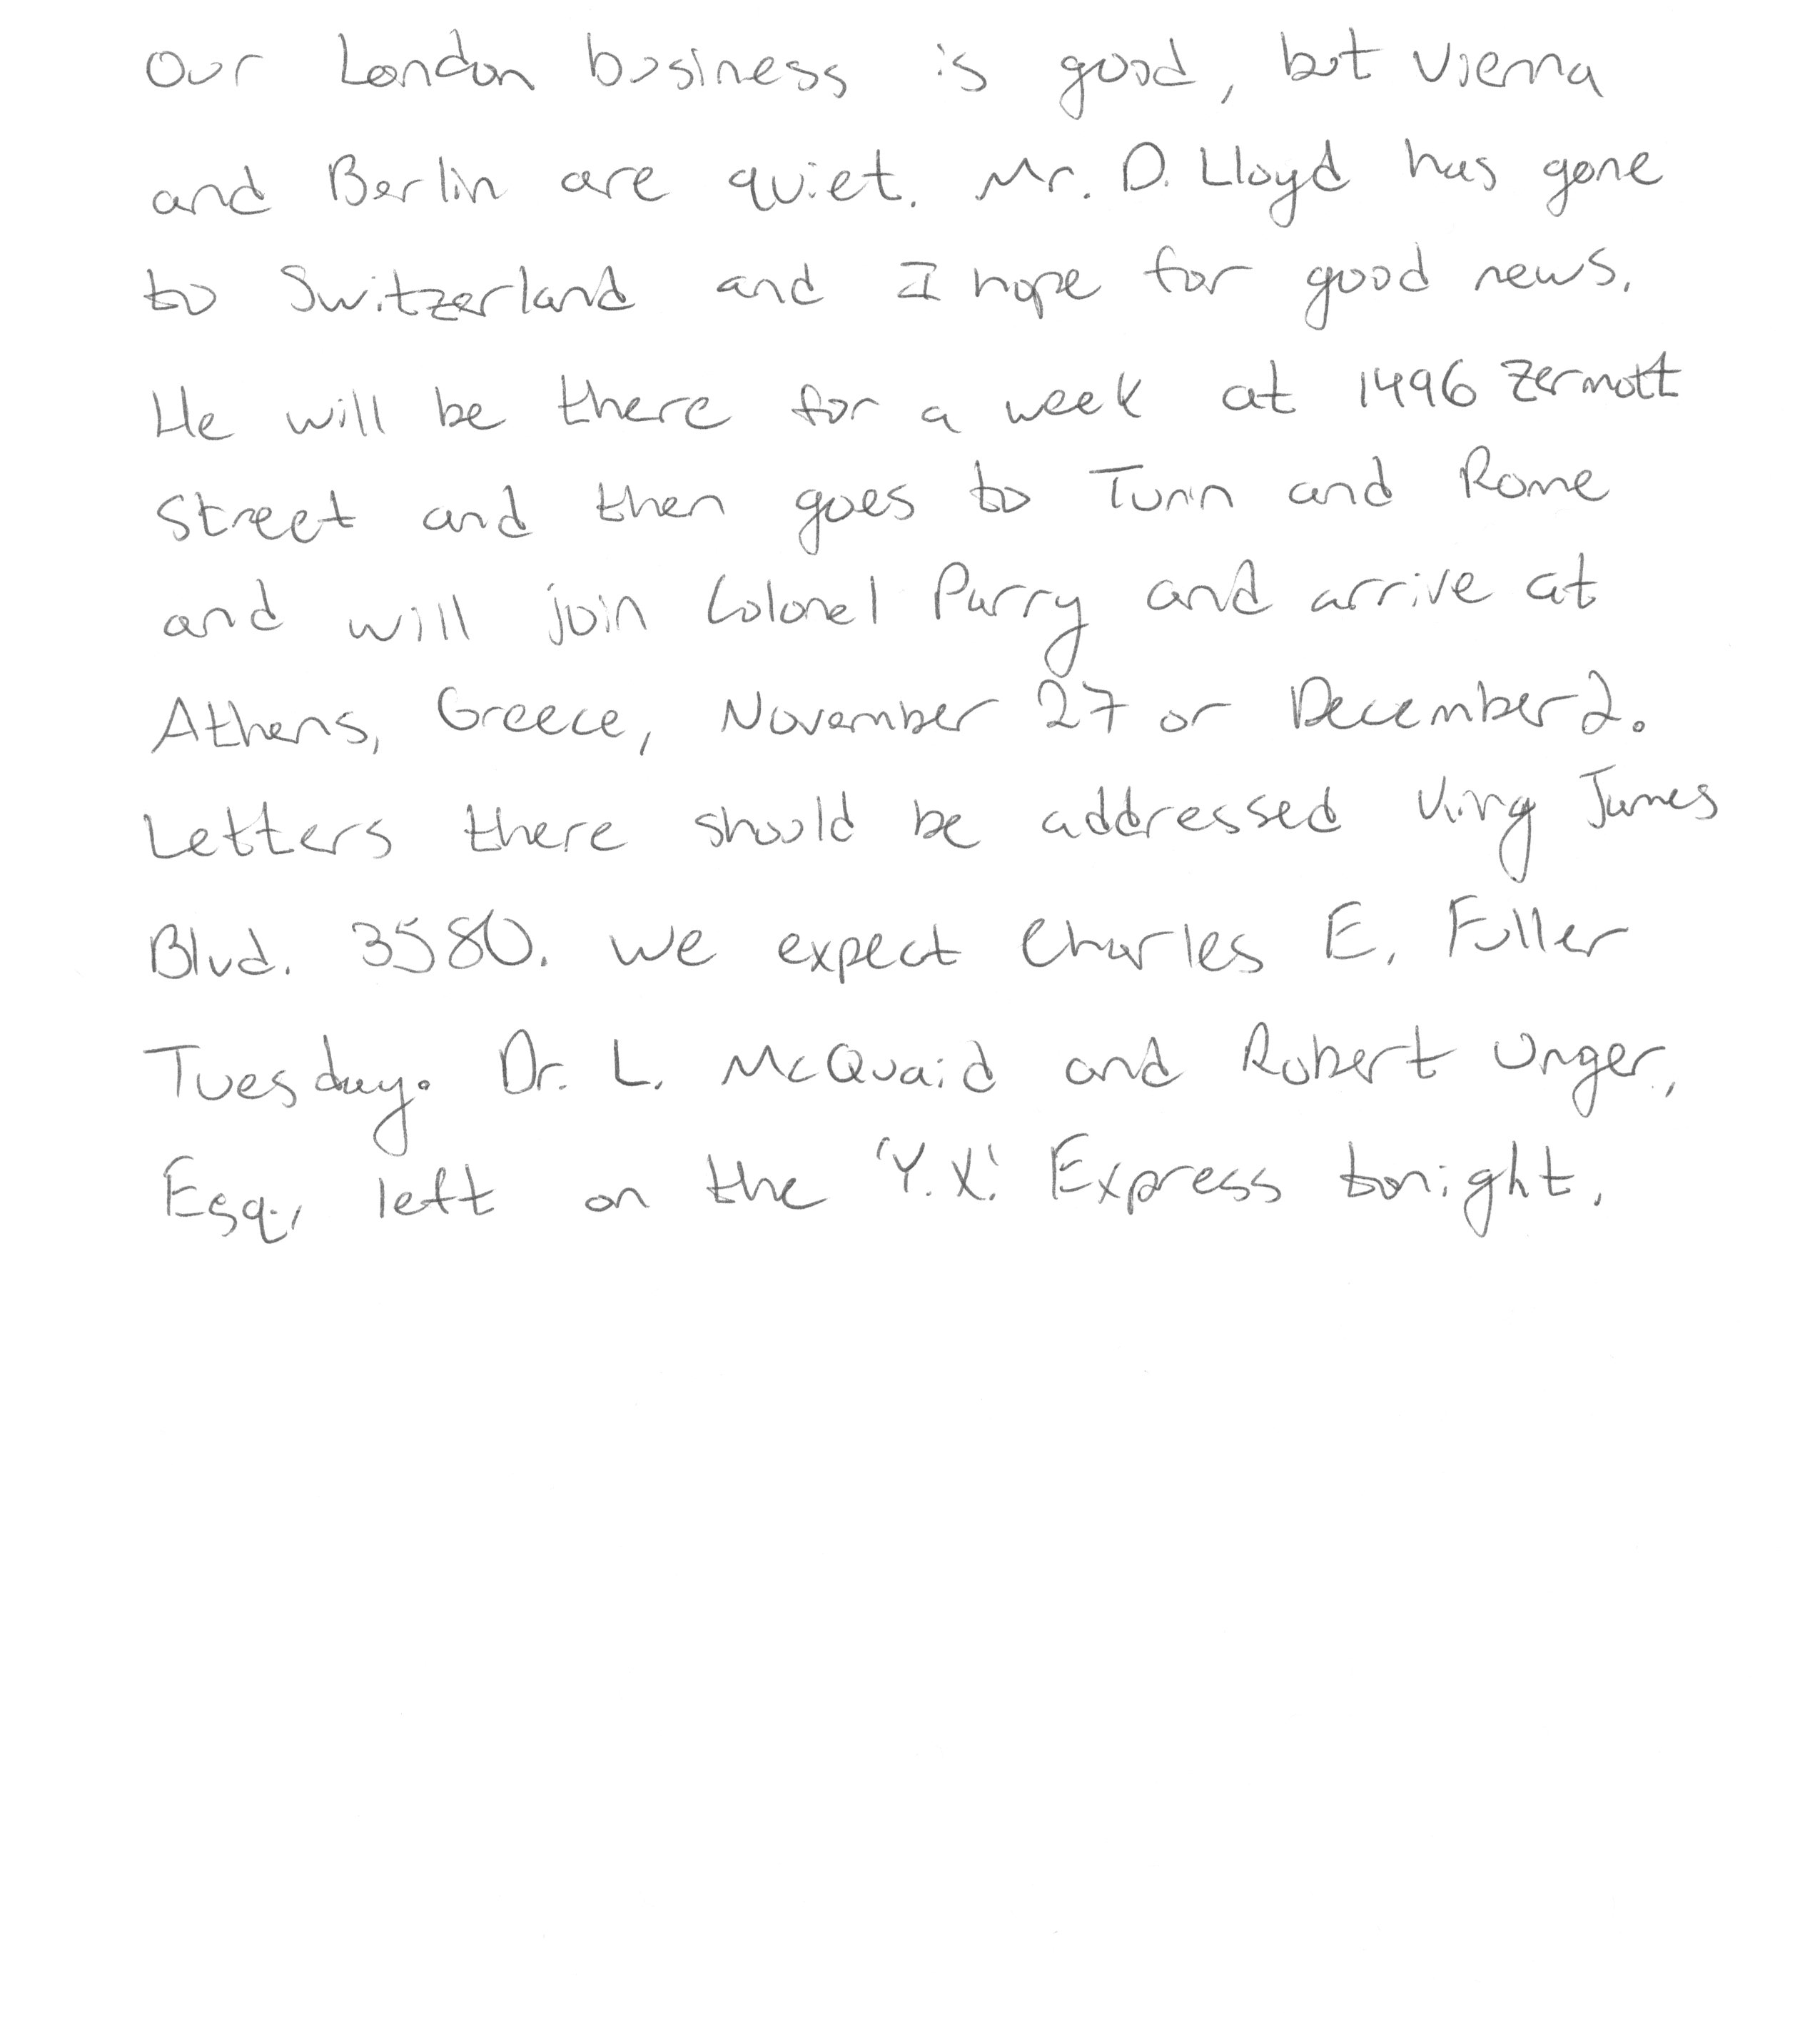 Our London business is good, but Vienna
and Berlin are quiet. Mr. D. Lloyd has gone
to Switzerland and I hope for good news.
He will be there for a week at 1496 Zermott
Street and then goes to Turin and Rome
and will join Colonel Parry and arrive at
Athens, Greece, November 27 or December 2.
Letters there should be addressed King James
Blvd. 3580. We expect Charles E. Fuller
Tuesday. Dr. L. McQuaid and Robert Unger,
Esq., left on the 'Y.X.' Express tonight.